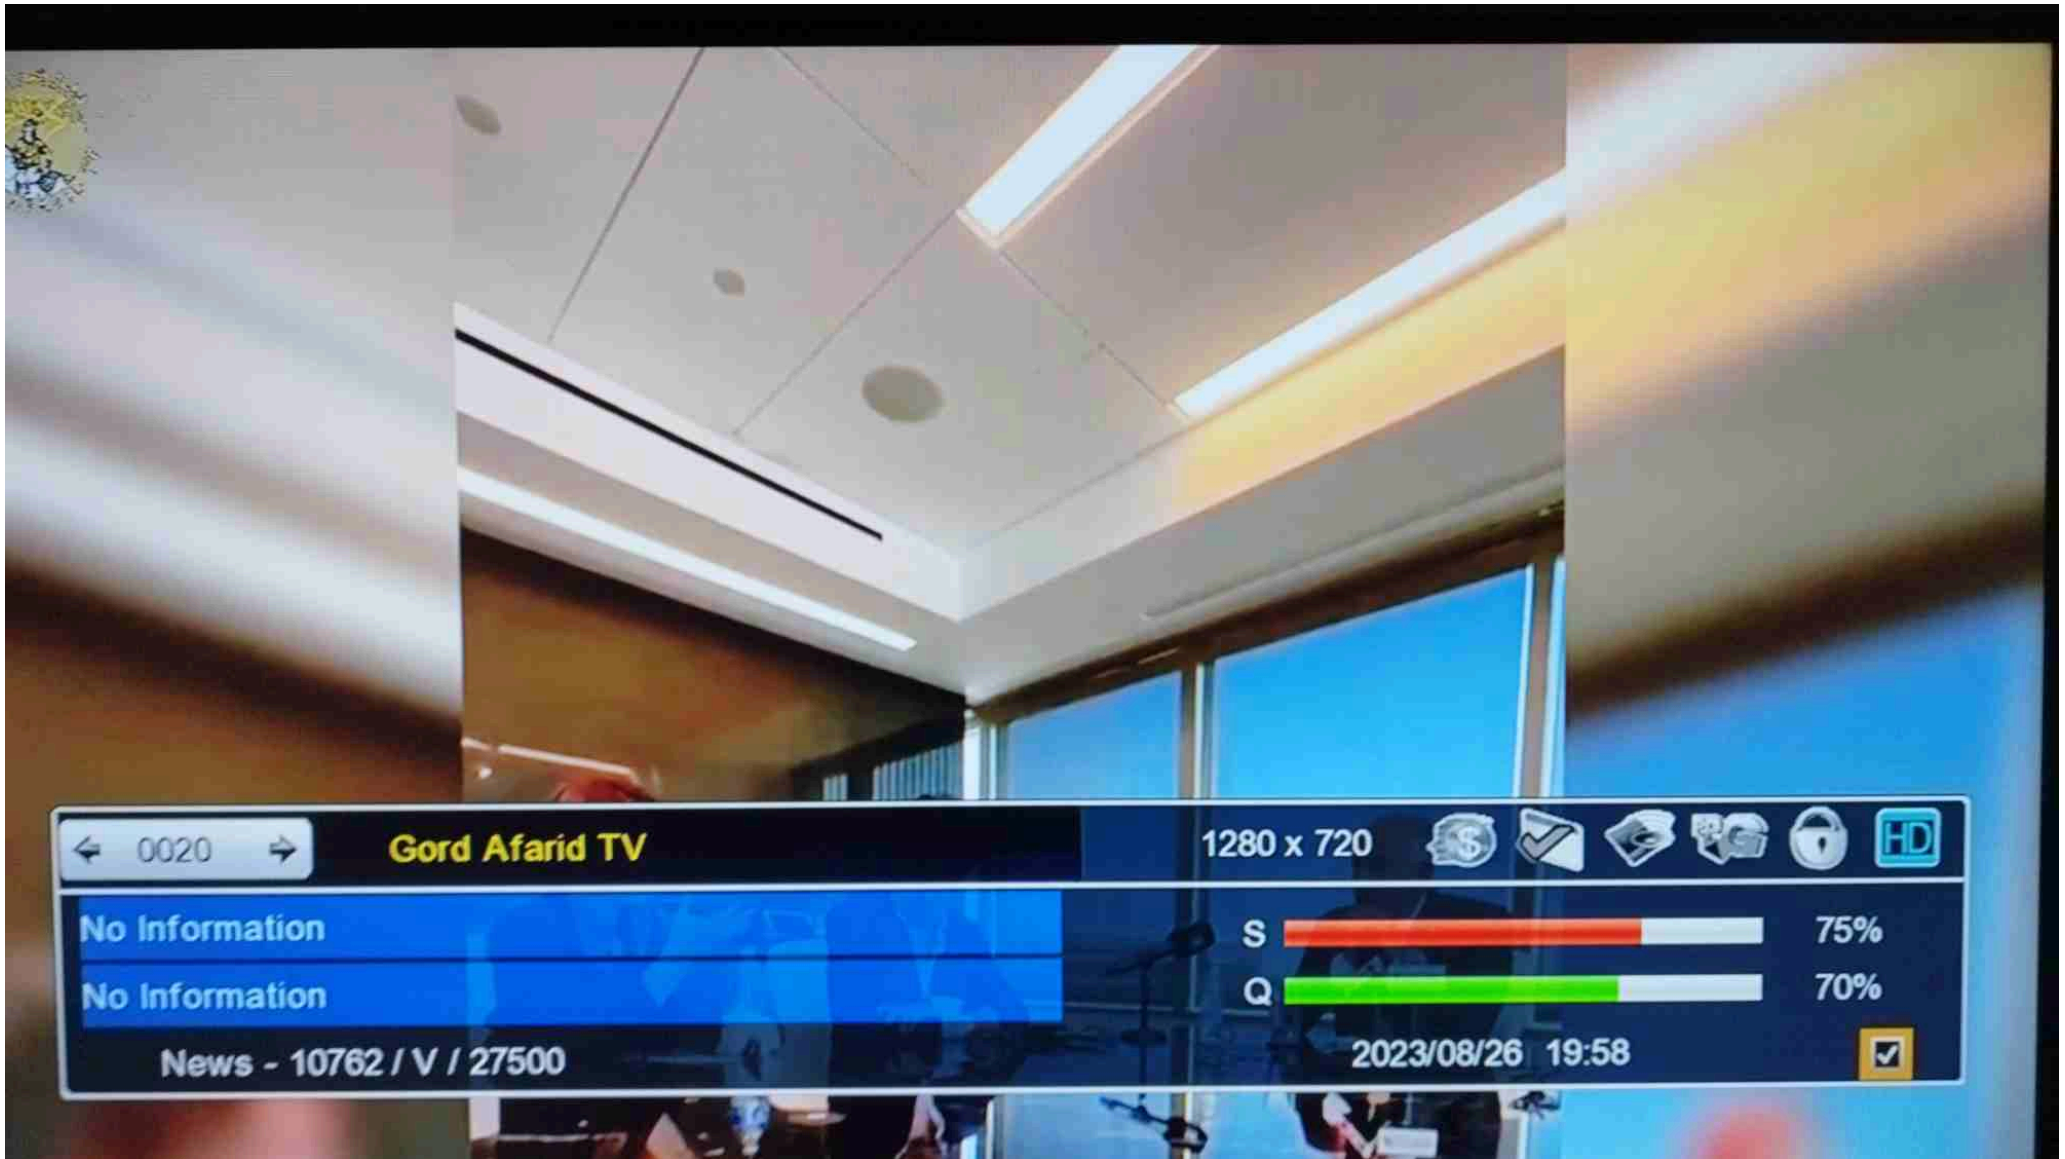 0020
Gord Afarid TV
1280 x 720
HD
No Information
S 75%
No Information
Q 70%
News - 10762 / V / 27500
2023/08/26 19:58